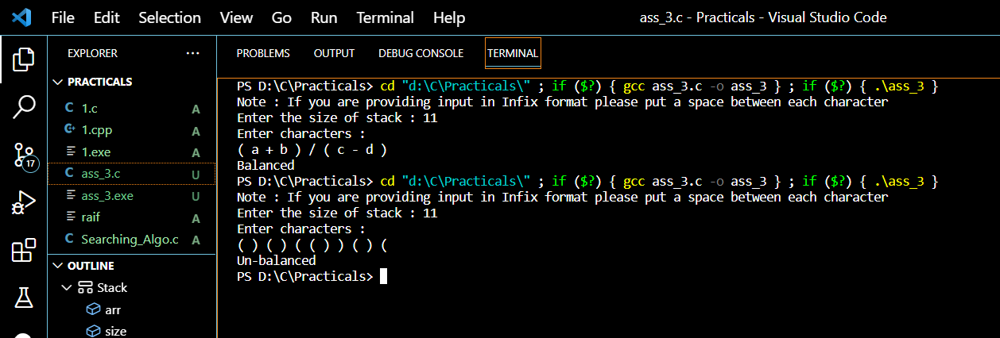 File Edit Selection View Go Run Terminal Help ass_3.c - Practicals - Visual Studio Code
EXPLORER ... PROBLEMS OUTPUT DEBUG CONSOLE TERMINAL
PRACTICALS
C 1.c A
C++ 1.cpp A
1.exe A
17
C ass_3.c U
ass_3.exe U
raif A
C Searching_Algo.c A
OUTLINE
Stack
arr
size
PS D:\C\Practicals> cd "d:\C\Practicals\" ; if ($?) { gcc ass_3.c -o ass_3 } ; if ($?) { .\ass_3 }
Note : If you are providing input in Infix format please put a space between each character
Enter the size of stack : 11
Enter characters :
( a + b ) / ( c - d )
Balanced
PS D:\C\Practicals> cd "d:\C\Practicals\" ; if ($?) { gcc ass_3.c -o ass_3 } ; if ($?) { .\ass_3 }
Note : If you are providing input in Infix format please put a space between each character
Enter the size of stack : 11
Enter characters :
( ) ( ) ( ( ) ) ( ) (
Un-balanced
PS D:\C\Practicals>